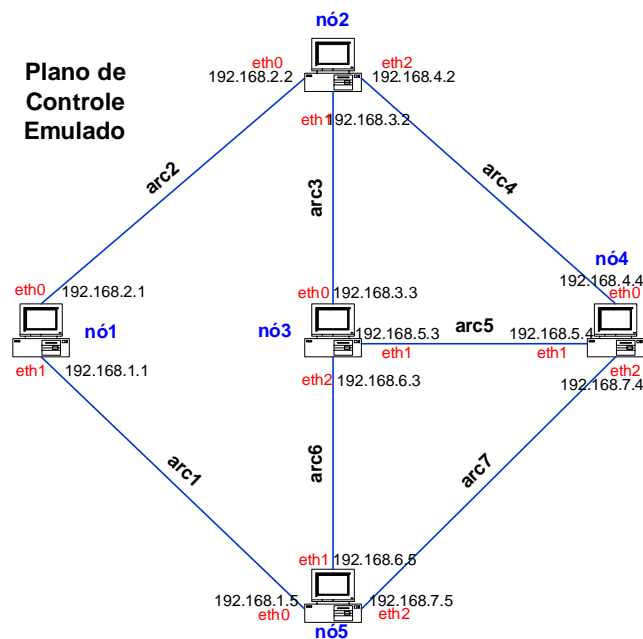 nó2
eth0
eth2
192.168.2.2
192.168.4.2
Plano de
Controle
Emulado
eth1
192.168.3.2
arc2
arc3
arc4
nó4
192.168.4.4
eth0
eth0
192.168.2.1
eth0
192.168.3.3
nó1
nó3
192.168.5.3
arc5
192.168.5.4
eth1
192.168.1.1
eth1
eth1
eth2
192.168.6.3
eth2
192.168.7.4
arc1
arc6
arc7
eth1
192.168.6.5
192.168.1.5
192.168.7.5
eth0
eth2
nó5